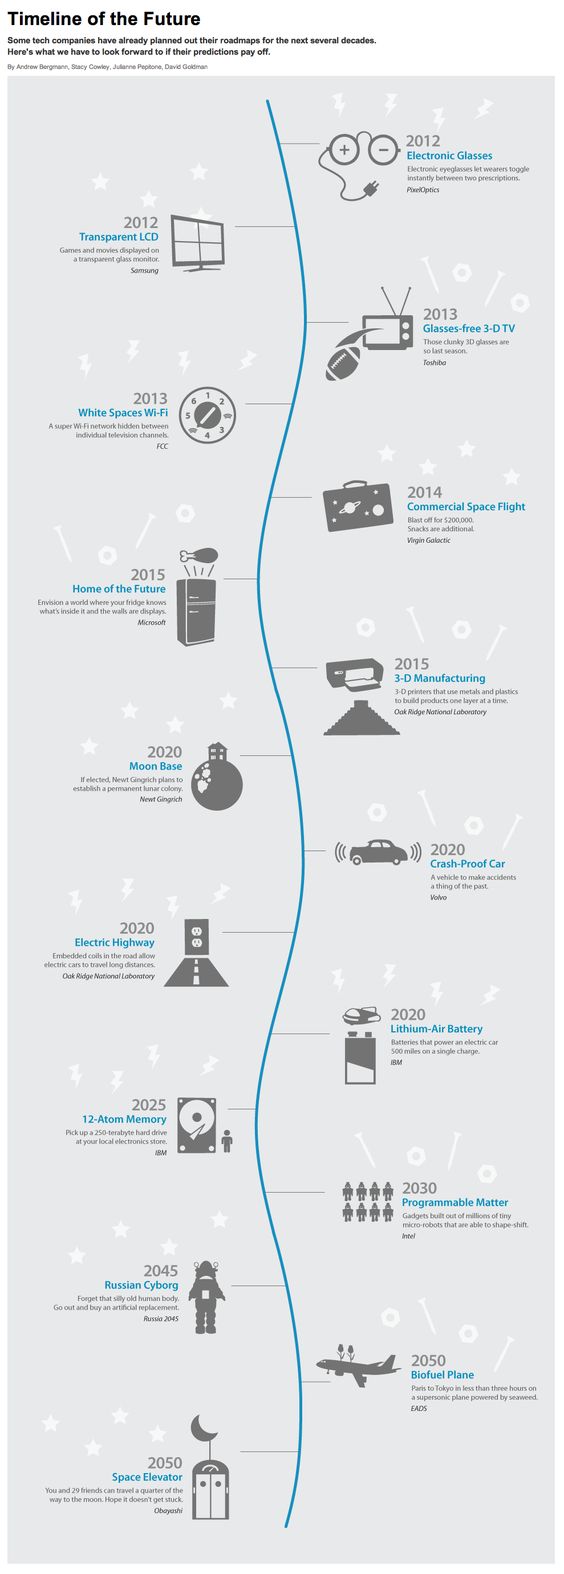 Timeline of the Future
Some tech companies have already planned out their roadmaps for the next several decades.
Here's what we have to look forward to if their predictions pay off.
By Andrew Bergmann, Stacy Cowley, Julianne Pepitone, David Goldman
2012
Electronic Glasses
Electronic eyeglasses let wearers toggle
instantly between two prescriptions.
PixelOptics
2012
Transparent LCD
Games and movies displayed on
a transparent glass monitor.
Samsung
2013
Glasses-free 3-D TV
Those clunky 3D glasses are
so last season.
Toshiba
2013
White Spaces Wi-Fi
A super Wi-Fi network hidden between
individual television channels.
FCC
1
2
3
4
5
6
2014
Commercial Space Flight
Blast off for $200,000.
Snacks are additional.
Virgin Galactic
2015
Home of the Future
Envision a world where your fridge knows
what's inside it and the walls are displays.
Microsoft
2015
3-D Manufacturing
3-D printers that use metals and plastics
to build products one layer at a time.
Oak Ridge National Laboratory
2020
Moon Base
If elected, Newt Gingrich plans to
establish a permanent lunar colony.
Newt Gingrich
2020
Crash-Proof Car
A vehicle to make accidents
a thing of the past.
Volvo
2020
Electric Highway
Embedded coils in the road allow
electric cars to travel long distances.
Oak Ridge National Laboratory
2020
Lithium-Air Battery
Batteries that power an electric car
500 miles on a single charge.
IBM
2025
12-Atom Memory
Pick up a 250-terabyte hard drive
at your local electronics store.
IBM
2030
Programmable Matter
Gadgets built out of millions of tiny
micro-robots that are able to shape-shift.
Intel
2045
Russian Cyborg
Forget that silly old human body.
Go out and buy an artificial replacement.
Russia 2045
2050
Biofuel Plane
Paris to Tokyo in less than three hours on
a supersonic plane powered by seaweed.
EADS
2050
Space Elevator
You and 29 friends can travel a quarter of the
way to the moon. Hope it doesn't get stuck.
Obayashi